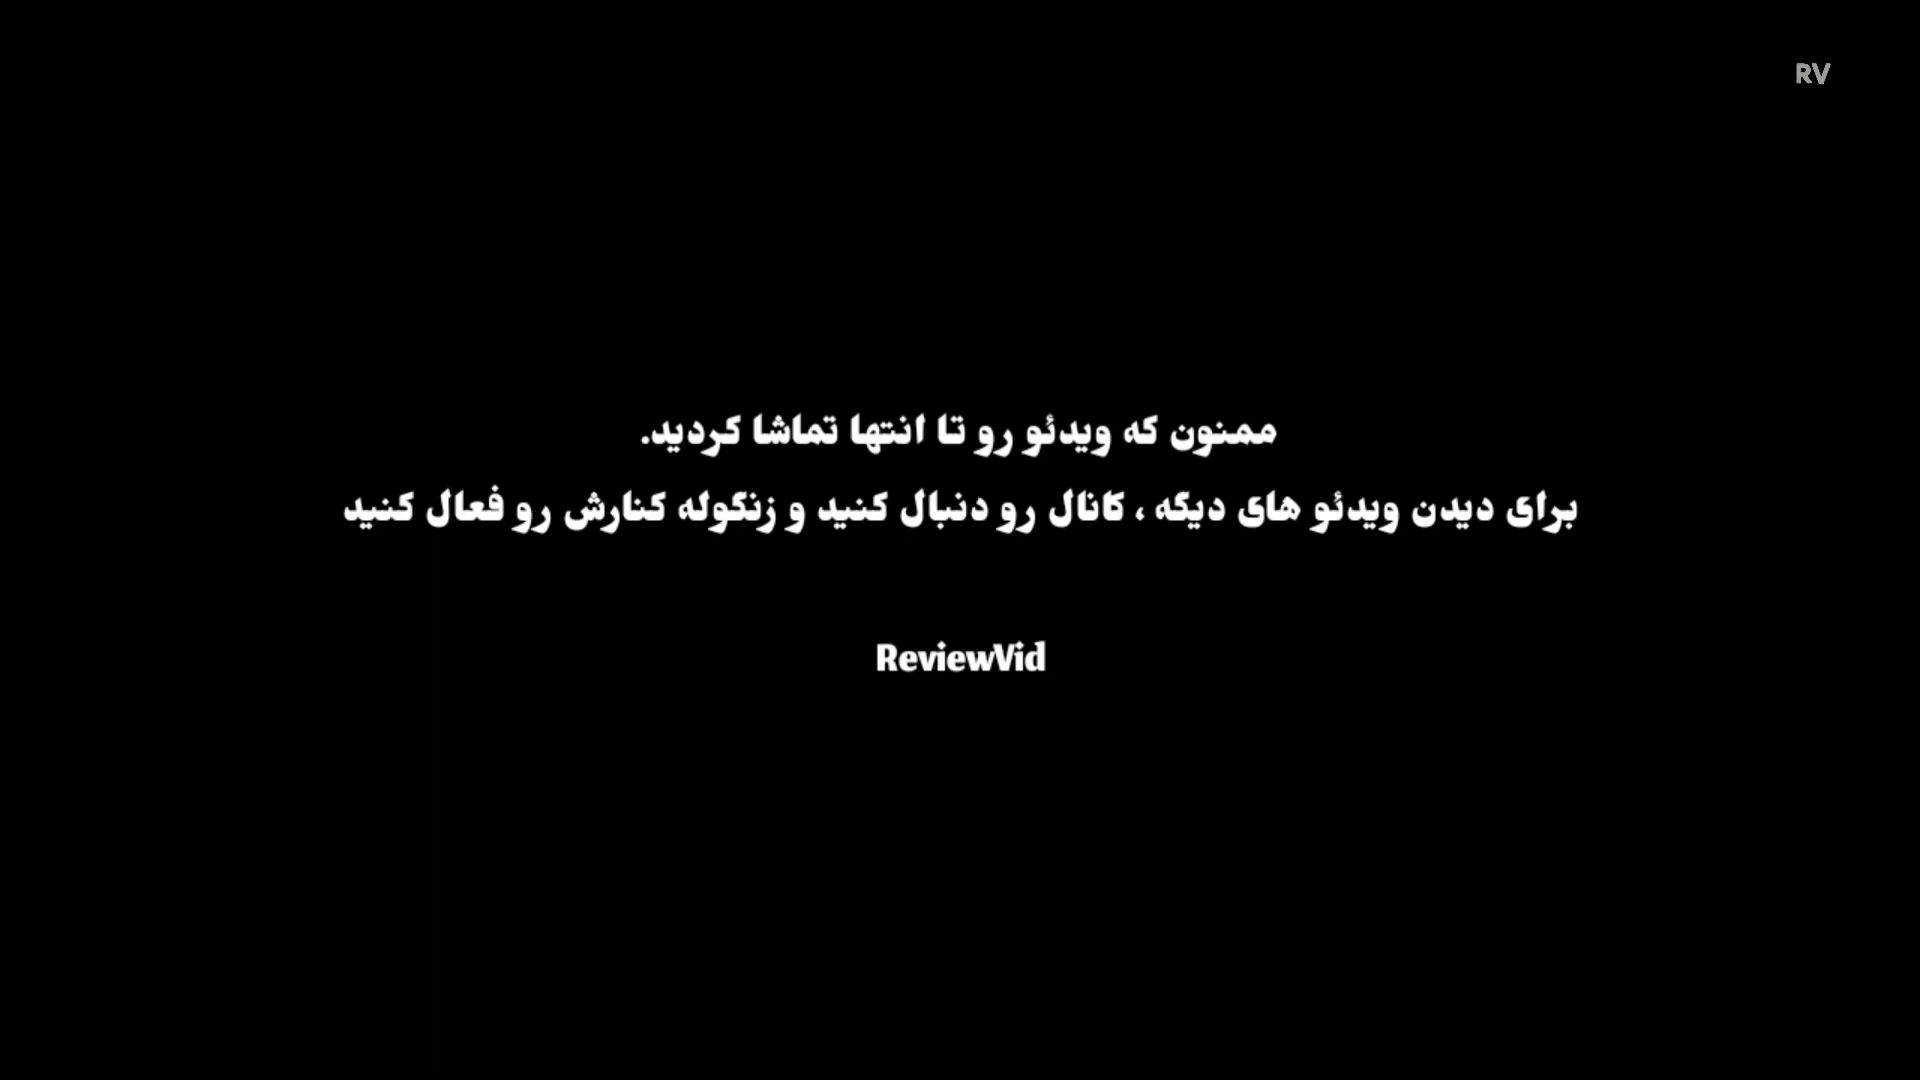 RV
ممنون که ویدئو رو تا انتها تماشا کردید.
برای دیدن ویدئو های دیگه ، کانال رو دنبال کنید و زنگوله کنارش رو فعال کنید
ReviewVid